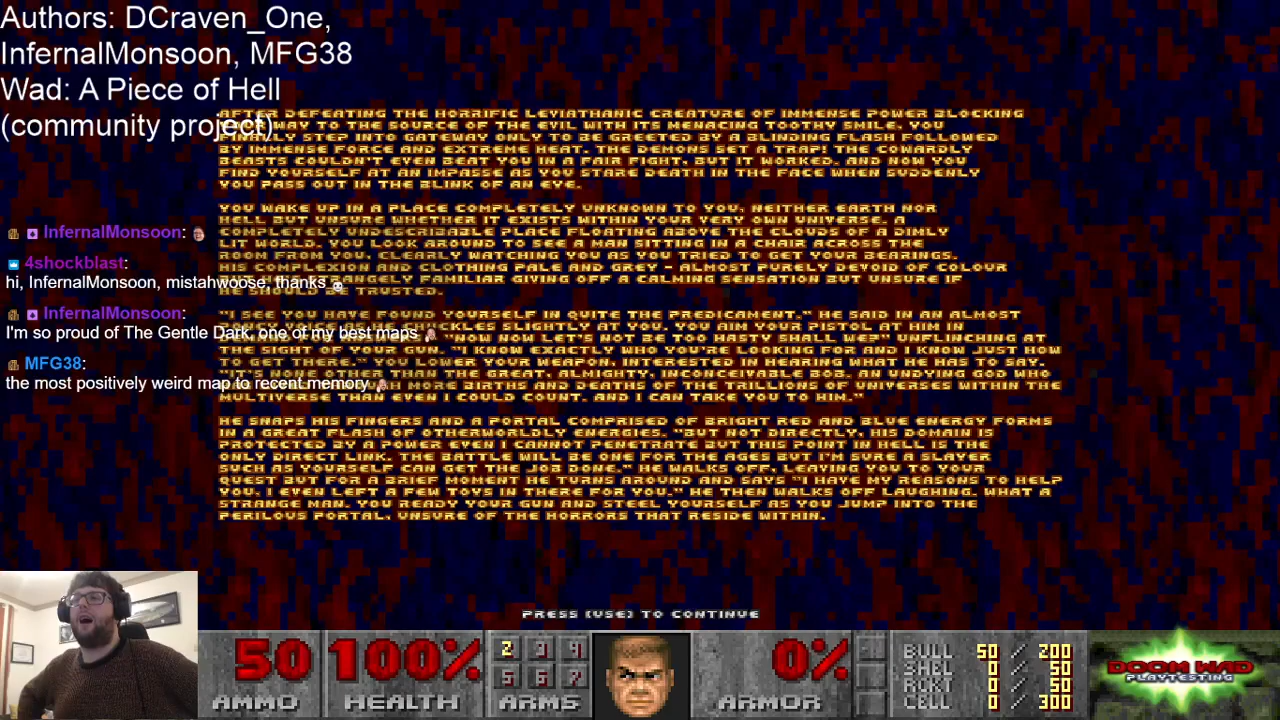 Authors: DCraven_One,
InfernalMonsoon, MFG38
Wad: A Piece of Hell
(community project)
AFTER DEFEATING THE HORRIFIC LEVIATHANIC CREATURE OF IMMENSE POWER BLOCKING
WAY TO THE SOURCE OF THE EVIL WITH ITS MENACING TOOTHY SMILE. YOU
FINALLY STEP INTO GATEWAY ONLY TO BE GREETED BY A BLINDING FLASH FOLLOWED
BY IMMENSE FORCE AND EXTREME HEAT. THE DEMONS SET A TRAP! THE COWARDLY
BEASTS COULDN'T EVEN BEAT YOU IN A FAIR FIGHT, BUT IT WORKED. AND NOW YOU
FIND YOURSELF AT AN IMPASSE AS YOU STARE DEATH IN THE FACE WHEN SUDDENLY
YOU PASS OUT IN THE BLINK OF AN EYE.
YOU WAKE UP IN A PLACE COMPLETELY UNKNOWN TO YOU, NEITHER EARTH NOR
HELL BUT UNSURE WHETHER IT EXISTS WITHIN YOUR VERY OWN UNIVERSE. A
COMPLETELY UNDESCRIBABLE PLACE FLOATING ABOVE THE CLOUDS OF A DIMLY
LIT WORLD. YOU LOOK AROUND TO SEE A MAN SITTING IN A CHAIR ACROSS THE
ROOM FROM YOU, CLEARLY WATCHING YOU AS YOU TRIED TO GET YOUR BEARINGS.
HIS COMPLEXION AND CLOTHING PALE AND GREY - ALMOST PURELY DEVOID OF COLOUR
FAMILIAR GIVING OFF A CALMING SENSATION BUT UNSURE IF
HE SHOULD BE TRUSTED.
"I SEE YOU HAVE FOUND YOURSELF IN QUITE THE PREDICAMENT." HE SAID IN AN ALMOST
SLIGHTLY AT YOU. YOU AIM YOUR PISTOL AT HIM IN
"NOW NOW LET'S NOT BE TOO HASTY SHALL WE?" UNFLINCHING AT
THE SIGHT OF YOUR GUN. "I KNOW EXACTLY WHO YOU'RE LOOKING FOR AND I KNOW JUST HOW
TO GET THERE." YOU LOWER YOUR WEAPON, INTERESTED IN HEARING WHAT HE HAS TO SAY.
"IT'S NONE OTHER THAN THE GREAT, ALMIGHTY, INCONCEIVABLE BOB. AN UNDYING GOD WHO
MORE BIRTHS AND DEATHS OF THE TRILLIONS OF UNIVERSES WITHIN THE
MULTIVERSE THAN EVEN I COULD COUNT. AND I CAN TAKE YOU TO HIM."
HE SNAPS HIS FINGERS AND A PORTAL COMPRISED OF BRIGHT RED AND BLUE ENERGY FORMS
IN A GREAT FLASH OF OTHERWORLDLY ENERGIES. "BUT NOT DIRECTLY, HIS DOMAIN IS
PROTECTED BY A POWER EVEN I CANNOT PENETRATE BUT THIS POINT IN HELL IS THE
ONLY DIRECT LINK. THE BATTLE WILL BE ONE FOR THE AGES BUT I'M SURE A SLAYER
SUCH AS YOURSELF CAN GET THE JOB DONE." HE WALKS OFF, LEAVING YOU TO YOUR
QUEST BUT FOR A BRIEF MOMENT HE TURNS AROUND AND SAYS "I HAVE MY REASONS TO HELP
YOU, I EVEN LEFT A FEW TOYS IN THERE FOR YOU." HE THEN WALKS OFF LAUGHING. WHAT A
STRANGE MAN. YOU READY YOUR GUN AND STEEL YOURSELF AS YOU JUMP INTO THE
PERILOUS PORTAL, UNSURE OF THE HORRORS THAT RESIDE WITHIN.
InfernalMonsoon:
4shockblast:
hi, InfernalMonsoon, mistahwoose, thanks
InfernalMonsoon:
I'm so proud of The Gentle Dark, one of my best maps
MFG38:
the most positively weird map to recent memory
PRESS [USE] TO CONTINUE
50
AMMO
100%
HEALTH
2 3 4
5 6 7
ARMS
0%
ARMOR
BULL 50 / 200
SHEL 0 / 50
RCKT 0 / 50
CELL 0 / 300
DOOM WAD
PLAYTESTING